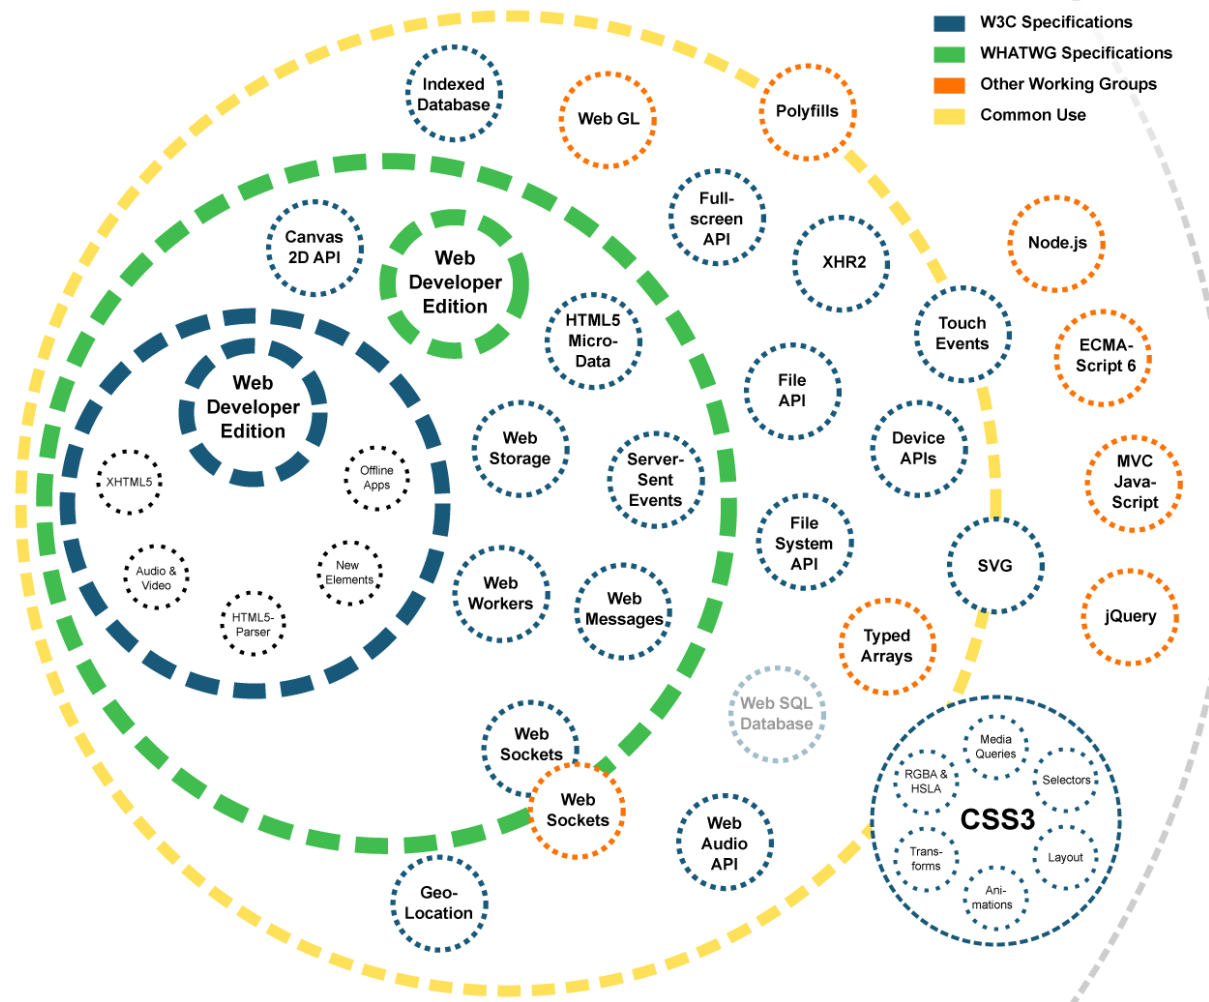 W3C Specifications
WHATWG Specifications
Other Working Groups
Common Use
Indexed
Database
Web GL
Polyfills
Full-
screen
API
XHR2
Node.js
Canvas
2D API
Web
Developer
Edition
HTML5
Micro-
Data
Touch
Events
ECMA-
Script 6
Web
Developer
Edition
File
API
Web
Storage
Server-
Sent
Events
Device
APIs
MVC
Java-
Script
XHTML5
Offline
Apps
File
System
API
SVG
Audio &
Video
New
Elements
HTML5-
Parser
Web
Workers
Web
Messages
Typed
Arrays
jQuery
Web SQL
Database
Web
Sockets
Web
Sockets
Web
Audio
API
Geo-
Location
Media
Queries
RGBA &
HSLA
Selectors
CSS3
Trans-
forms
Layout
Ani-
mations